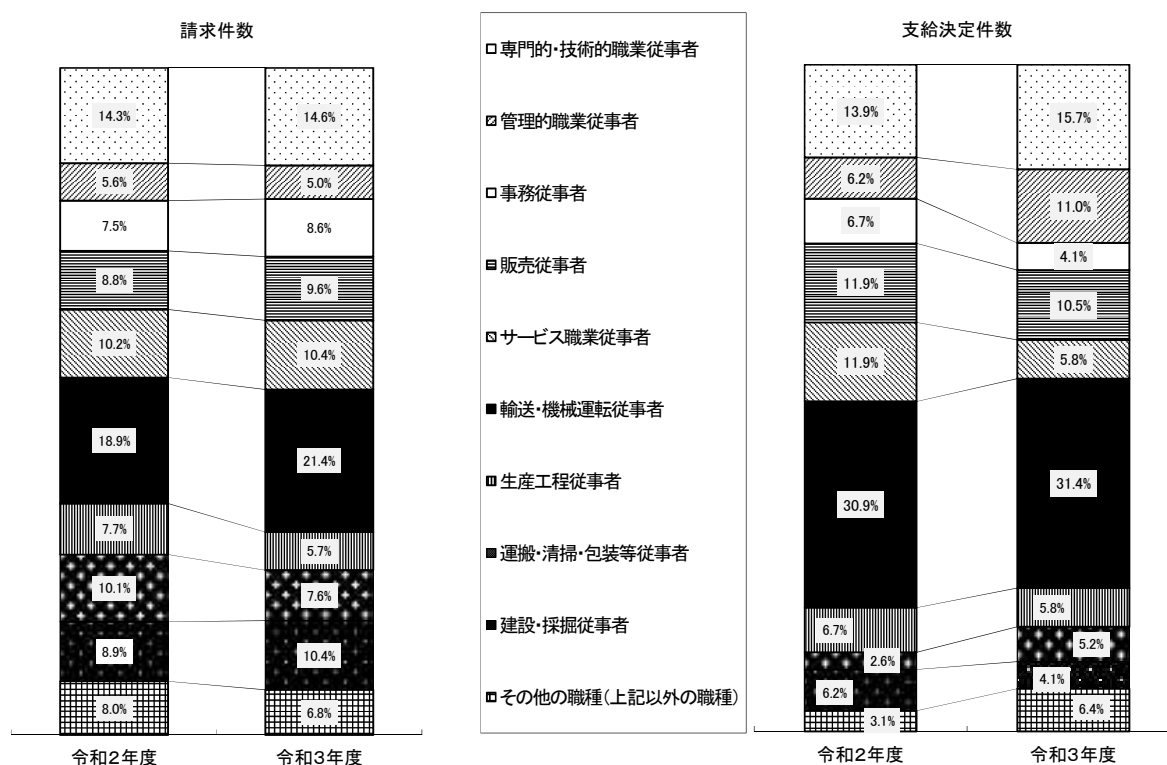 請求件数
14.3%
5.6%
7.5%
8.8%
10.2%
18.9%
7.7%
10.1%
8.9%
8.0%
令和2年度
14.6%
5.0%
8.6%
9.6%
10.4%
21.4%
5.7%
7.6%
10.4%
6.8%
令和3年度
専門的・技術的職業従事者
管理的職業従事者
事務従事者
販売従事者
サービス職業従事者
輸送・機械運転従事者
生産工程従事者
運搬・清掃・包装等従事者
建設・採掘従事者
その他の職種(上記以外の職種)
支給決定件数
13.9%
6.2%
6.7%
11.9%
11.9%
30.9%
6.7%
2.6%
6.2%
3.1%
令和2年度
15.7%
11.0%
4.1%
10.5%
5.8%
31.4%
5.8%
5.2%
4.1%
6.4%
令和3年度